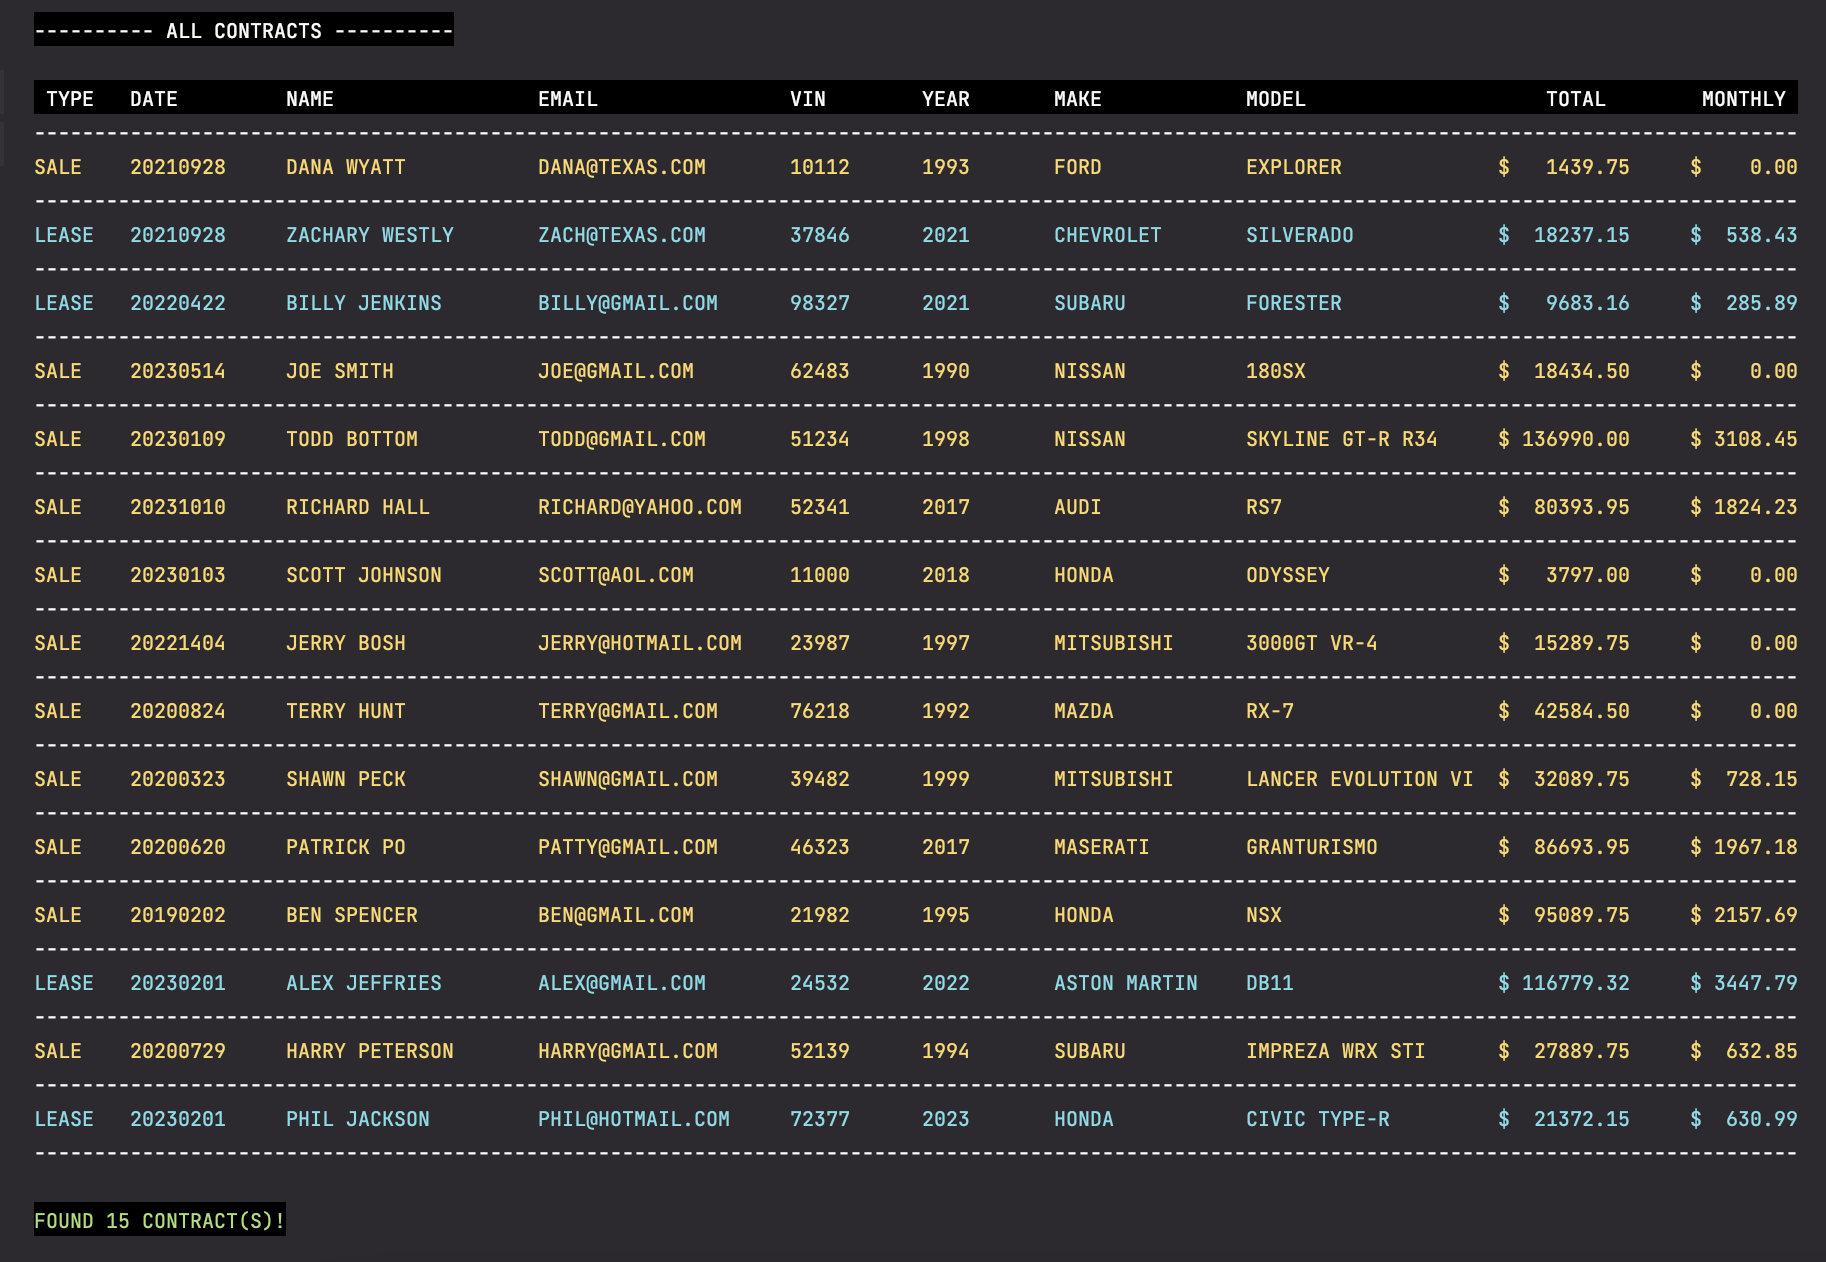 ---------- ALL CONTRACTS ----------
 TYPE   DATE         NAME                 EMAIL                VIN        YEAR       MAKE            MODEL                    TOTAL        MONTHLY
---------------------------------------------------------------------------------------------------------------------------------------------------
SALE    20210928     DANA WYATT           DANA@TEXAS.COM       10112      1993       FORD            EXPLORER             $   1439.75     $    0.00
---------------------------------------------------------------------------------------------------------------------------------------------------
LEASE   20210928     ZACHARY WESTLY       ZACH@TEXAS.COM       37846      2021       CHEVROLET       SILVERADO            $  18237.15     $  538.43
---------------------------------------------------------------------------------------------------------------------------------------------------
LEASE   20220422     BILLY JENKINS        BILLY@GMAIL.COM      98327      2021       SUBARU          FORESTER             $   9683.16     $  285.89
---------------------------------------------------------------------------------------------------------------------------------------------------
SALE    20230514     JOE SMITH            JOE@GMAIL.COM        62483      1990       NISSAN          180SX                $  18434.50     $    0.00
---------------------------------------------------------------------------------------------------------------------------------------------------
SALE    20230109     TODD BOTTOM          TODD@GMAIL.COM       51234      1998       NISSAN          SKYLINE GT-R R34     $ 136990.00     $ 3108.45
---------------------------------------------------------------------------------------------------------------------------------------------------
SALE    20231010     RICHARD HALL         RICHARD@YAHOO.COM    52341      2017       AUDI            RS7                  $  80393.95     $ 1824.23
---------------------------------------------------------------------------------------------------------------------------------------------------
SALE    20230103     SCOTT JOHNSON        SCOTT@AOL.COM        11000      2018       HONDA           ODYSSEY              $   3797.00     $    0.00
---------------------------------------------------------------------------------------------------------------------------------------------------
SALE    20221404     JERRY BOSH           JERRY@HOTMAIL.COM    23987      1997       MITSUBISHI      3000GT VR-4          $  15289.75     $    0.00
---------------------------------------------------------------------------------------------------------------------------------------------------
SALE    20200824     TERRY HUNT           TERRY@GMAIL.COM      76218      1992       MAZDA           RX-7                 $  42584.50     $    0.00
---------------------------------------------------------------------------------------------------------------------------------------------------
SALE    20200323     SHAWN PECK           SHAWN@GMAIL.COM      39482      1999       MITSUBISHI      LANCER EVOLUTION VI  $  32089.75     $  728.15
---------------------------------------------------------------------------------------------------------------------------------------------------
SALE    20200620     PATRICK PO           PATTY@GMAIL.COM      46323      2017       MASERATI        GRANTURISMO          $  86693.95     $ 1967.18
---------------------------------------------------------------------------------------------------------------------------------------------------
SALE    20190202     BEN SPENCER          BEN@GMAIL.COM        21982      1995       HONDA           NSX                  $  95089.75     $ 2157.69
---------------------------------------------------------------------------------------------------------------------------------------------------
LEASE   20230201     ALEX JEFFRIES        ALEX@GMAIL.COM       24532      2022       ASTON MARTIN    DB11                 $ 116779.32     $ 3447.79
---------------------------------------------------------------------------------------------------------------------------------------------------
SALE    20200729     HARRY PETERSON       HARRY@GMAIL.COM      52139      1994       SUBARU          IMPREZA WRX STI      $  27889.75     $  632.85
---------------------------------------------------------------------------------------------------------------------------------------------------
LEASE   20230201     PHIL JACKSON         PHIL@HOTMAIL.COM     72377      2023       HONDA           CIVIC TYPE-R         $  21372.15     $  630.99
---------------------------------------------------------------------------------------------------------------------------------------------------
FOUND 15 CONTRACT(S)!